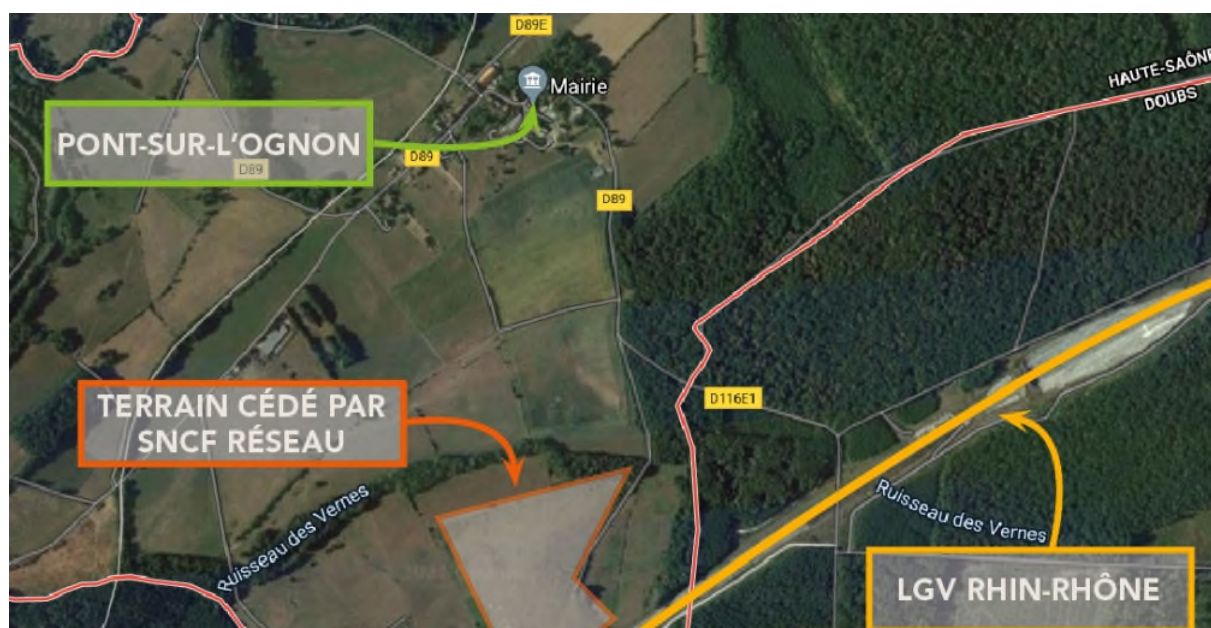 D89E
Mairie
HAUTE-SAÔNE
DOUBS
PONT-SUR-L'OGNON
D89
D89
D89
TERRAIN CÉDÉ PAR
SNCF RÉSEAU
D116E1
Ruisseau des Vernes
Ruisseau des Vernes
LGV RHIN-RHÔNE